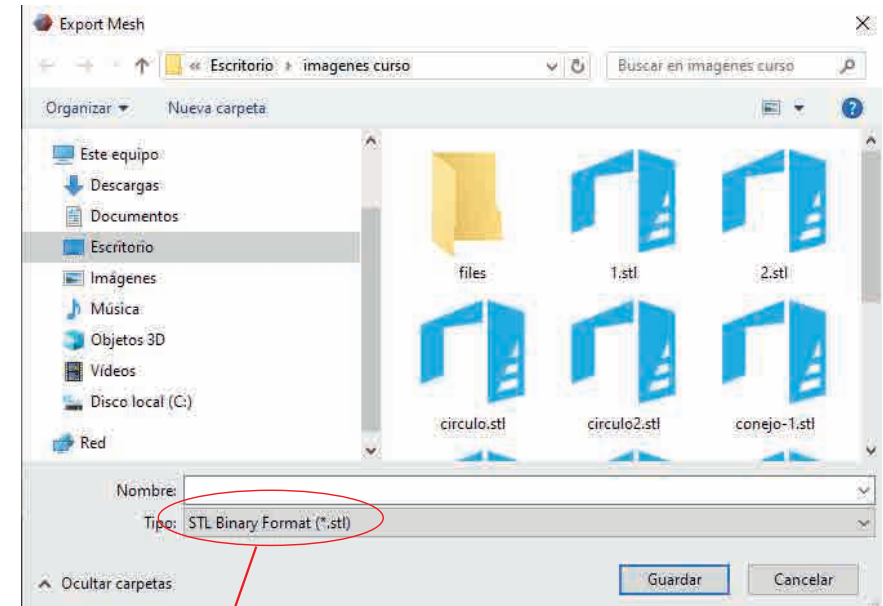 Export Mesh
« Escritorio › imagenes curso
Buscar en imagenes curso
Organizar
Nueva carpeta
Este equipo
Descargas
Documentos
Escritorio
Imágenes
Música
Objetos 3D
Vídeos
Disco local (C:)
Red
files
1.stl
2.stl
circulo.stl
circulo2.stl
conejo-1.stl
Nombre:
Tipo: STL Binary Format (*.stl)
Ocultar carpetas
Guardar
Cancelar